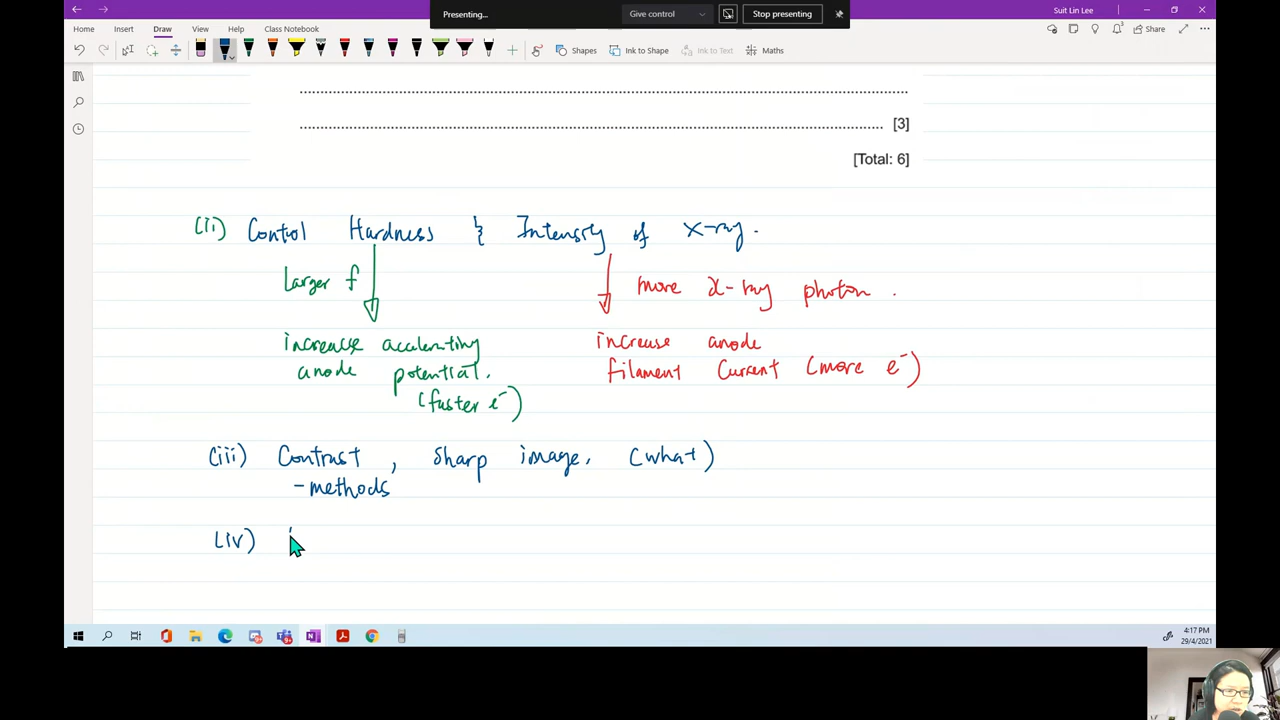 Presenting...
Give control
Stop presenting
Suit Lin Lee
Home Insert Draw View Help Class Notebook
Share
Shapes
Ink to Shape
Ink to Text
Maths
[3]
[Total: 6]
(ii) Control Hardness & Intensity of X-ray.
larger f
more x-ray photon.
increase accelerating
anode potential.
(faster e⁻)
increase anode
filament current (more e⁻)
(iii) Contrast, sharp image. (what)
- methods
(iv)
9+
4:17 PM
29/4/2021